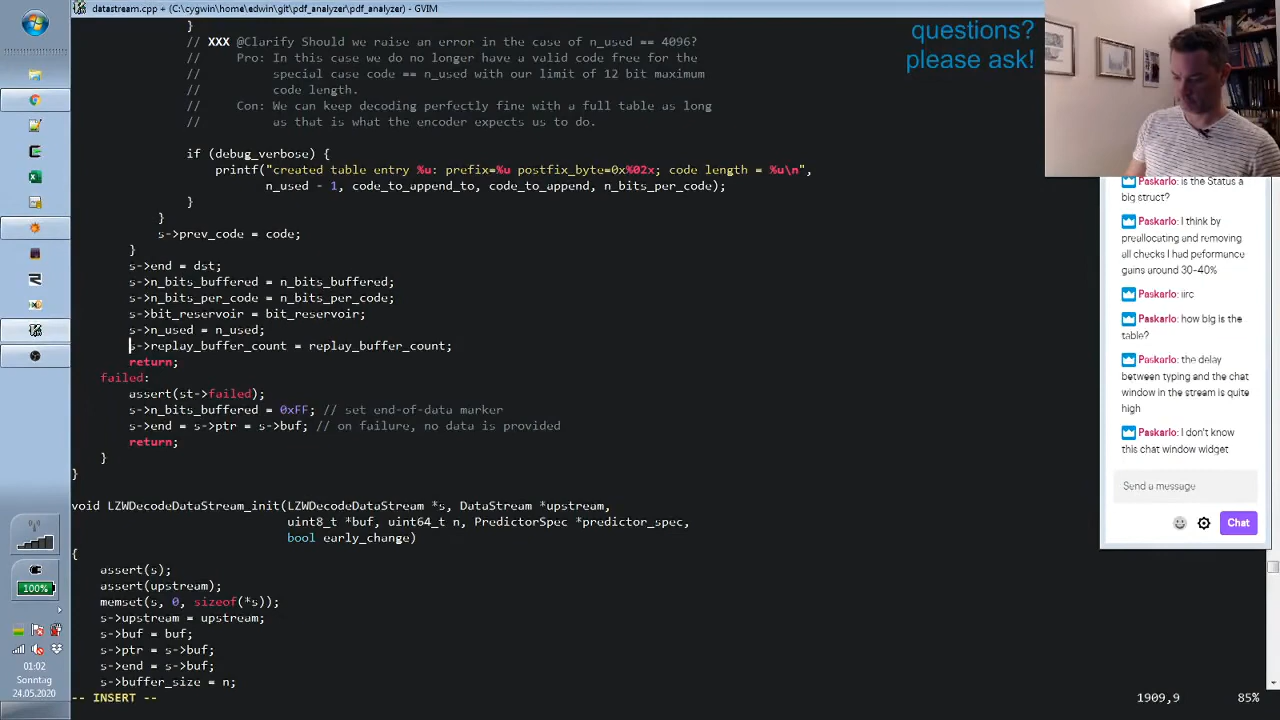 datastream.cpp + (C:\cygwin\home\edwin\git\pdf_analyzer\pdf_analyzer) - GVIM
}
// XXX @Clarify Should we raise an error in the case of n_used == 4096?
//     Pro: In this case we do no longer have a valid code free for the
//          special case code == n_used with our limit of 12 bit maximum
//          code length.
//     Con: We can keep decoding perfectly fine with a full table as long
//          as that is what the encoder expects us to do.
if (debug_verbose) {
printf("created table entry %u: prefix=%u postfix_byte=0x%02x; code length = %u\n",
n_used - 1, code_to_append_to, code_to_append, n_bits_per_code);
}
}
s->prev_code = code;
}
s->end = dst;
s->n_bits_buffered = n_bits_buffered;
s->n_bits_per_code = n_bits_per_code;
s->bit_reservoir = bit_reservoir;
s->n_used = n_used;
s->replay_buffer_count = replay_buffer_count;
return;
failed:
assert(st->failed);
s->n_bits_buffered = 0xFF; // set end-of-data marker
s->end = s->ptr = s->buf; // on failure, no data is provided
return;
}
}
void LZWDecodeDataStream_init(LZWDecodeDataStream *s, DataStream *upstream,
uint8_t *buf, uint64_t n, PredictorSpec *predictor_spec,
bool early_change)
{
assert(s);
assert(upstream);
memset(s, 0, sizeof(*s));
s->upstream = upstream;
s->buf = buf;
s->ptr = s->buf;
s->end = s->buf;
s->buffer_size = n;
-- INSERT --
1909,9
85%
questions?
please ask!
Paskarlo: is the Status a
big struct?
Paskarlo: I think by
preallocating and removing
all checks I had peformance
gains around 30-40%
Paskarlo: iirc
Paskarlo: how big is the
table?
Paskarlo: the delay
between typing and the chat
window in the stream is quite
high
Paskarlo: I don't know
this chat window widget
Send a message
Chat
100%
01:02
Sonntag
24.05.2020